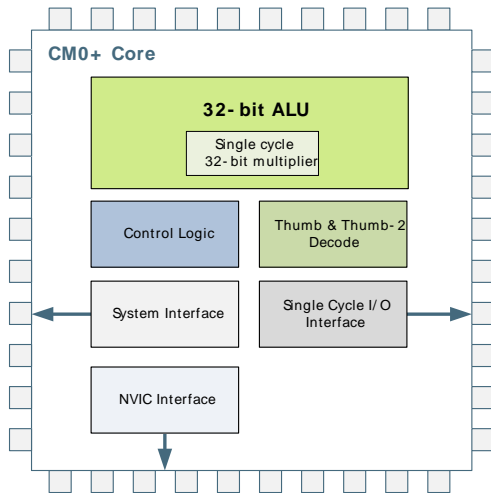 CM0+ Core
32-bit ALU
Single cycle
32-bit multiplier
Control Logic
Thumb & Thumb-2
Decode
System Interface
Single Cycle I/O
Interface
NVIC Interface